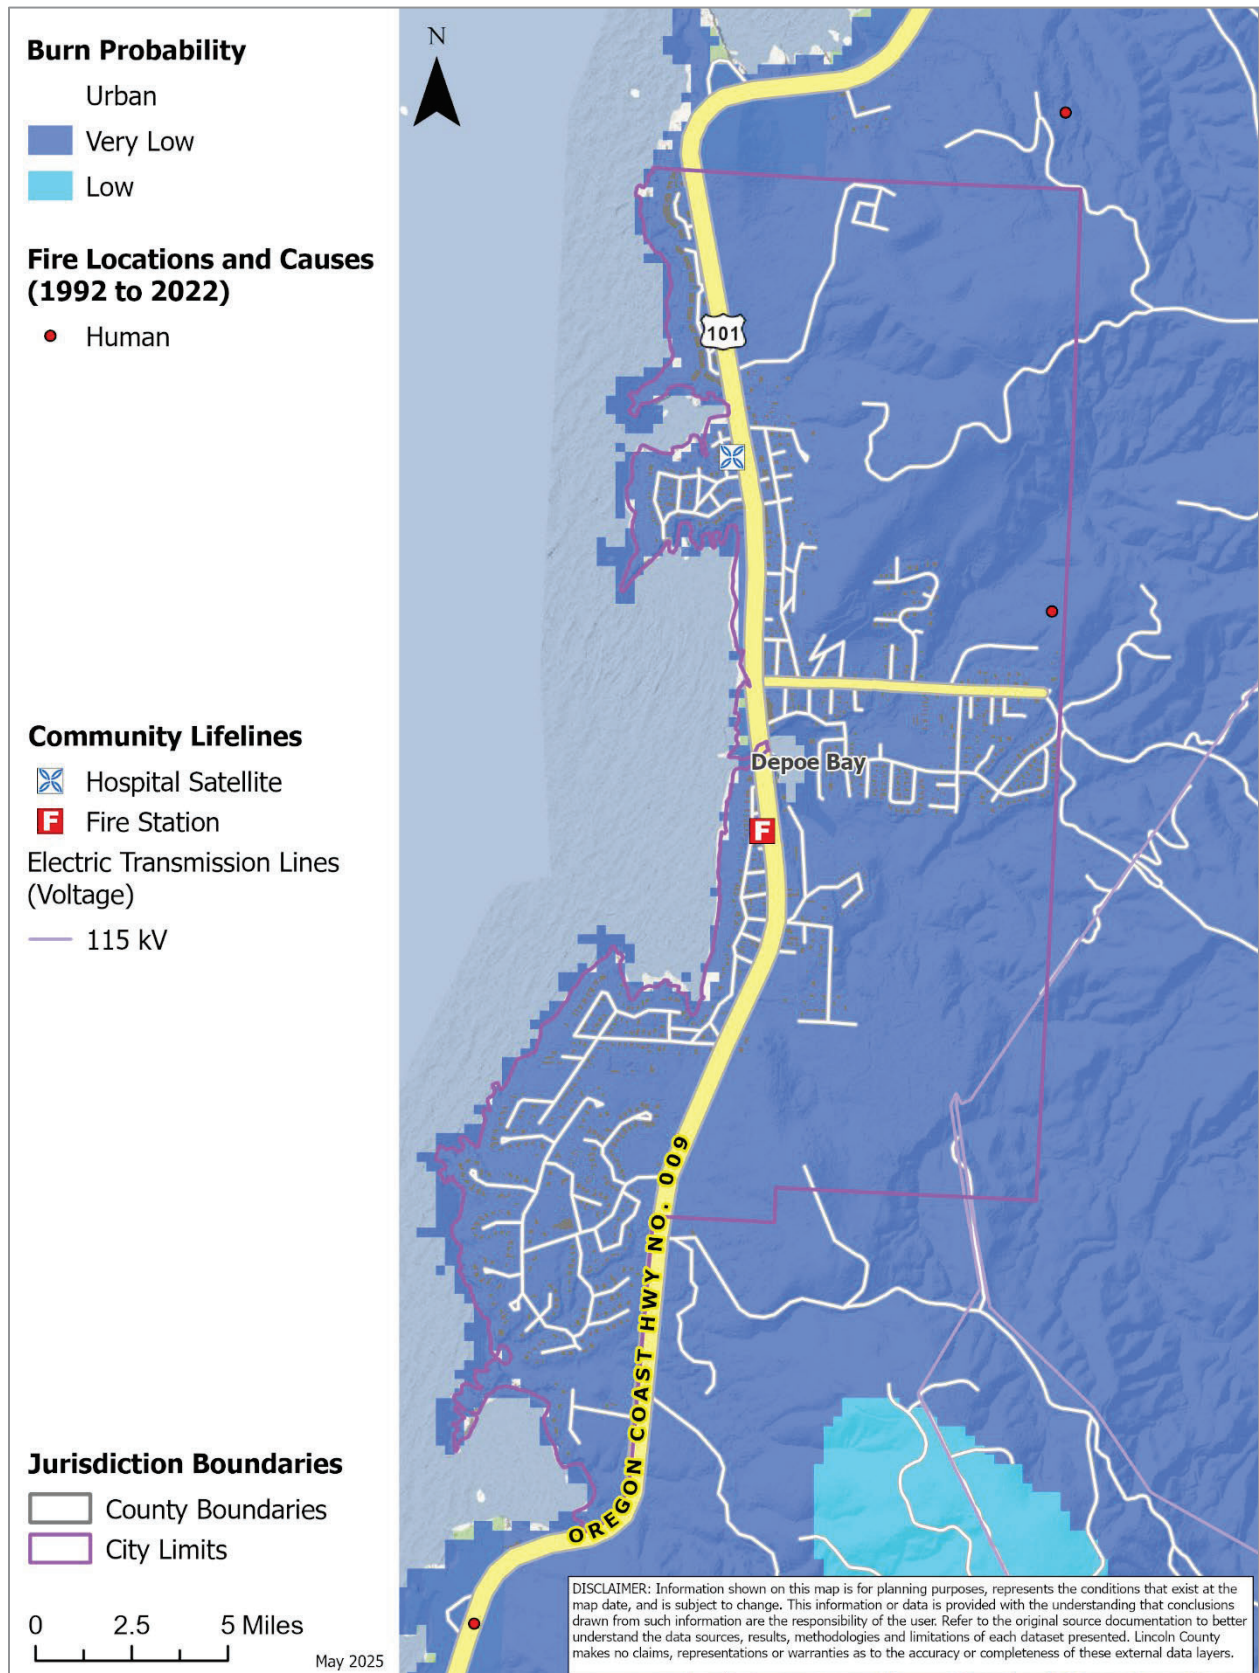 Burn Probability
Urban
Very Low
Low
Fire Locations and Causes
(1992 to 2022)
Human
Community Lifelines
Hospital Satellite
F
Fire Station
Electric Transmission Lines
(Voltage)
115 kV
Jurisdiction Boundaries
County Boundaries
City Limits
0 2.5 5 Miles
May 2025
N
101
Depoe Bay
F
OREGON COAST HWY NO. 009
DISCLAIMER: Information shown on this map is for planning purposes, represents the conditions that exist at the
map date, and is subject to change. This information or data is provided with the understanding that conclusions
drawn from such information are the responsibility of the user. Refer to the original source documentation to better
understand the data sources, results, methodologies and limitations of each dataset presented. Lincoln County
makes no claims, representations or warranties as to the accuracy or completeness of these external data layers.